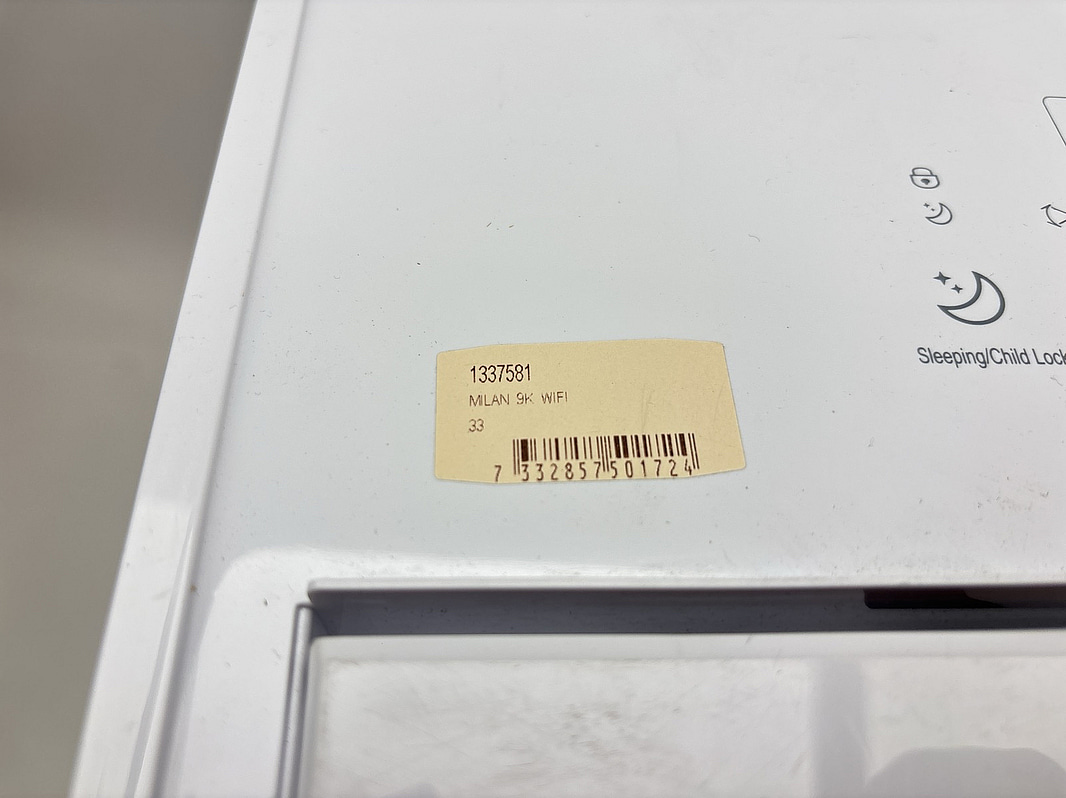 Sleeping/Child Lock
1337581
MILAN 9K WIFI
33
7 332857 501724